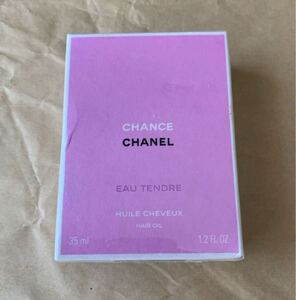 CHANCE
CHANEL
EAU TENDRE
HUILE CHEVEUX
HAIR OIL
35 ml 1.2 FL. OZ